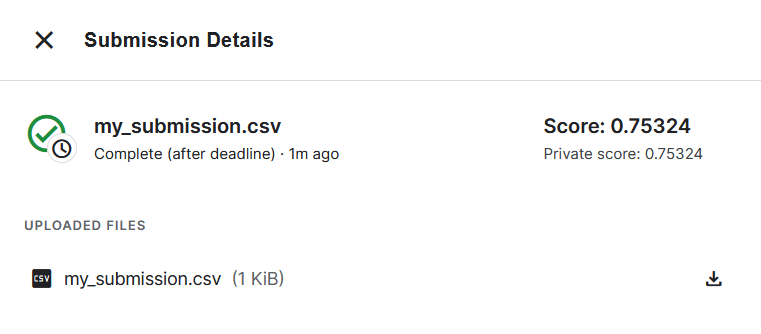 Submission Details
my_submission.csv
Score: 0.75324
Complete (after deadline) · 1m ago
Private score: 0.75324
UPLOADED FILES
CSV
my_submission.csv (1 KiB)